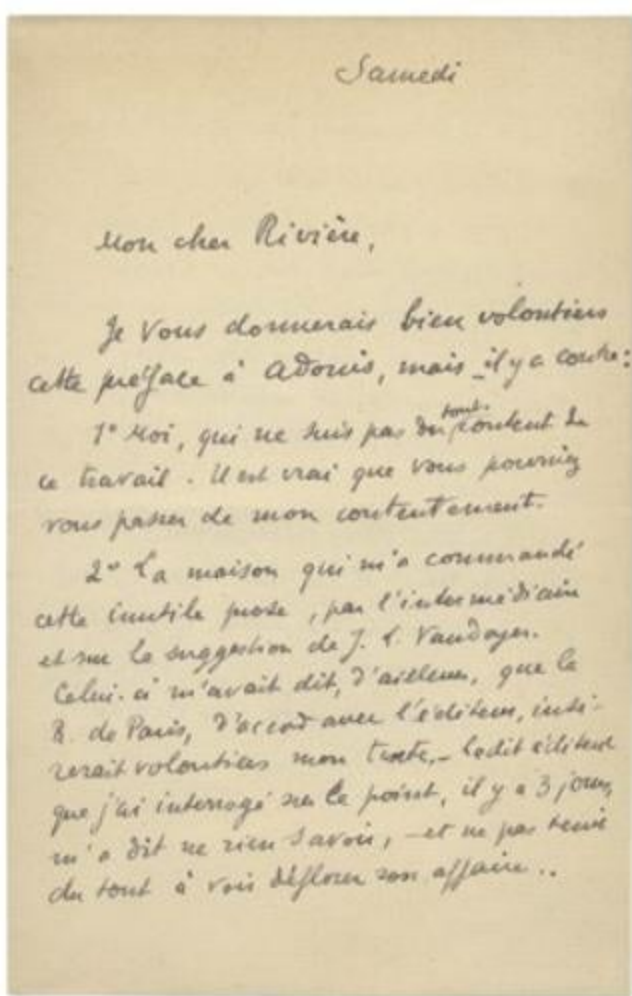 Samedi
Mon cher Rivière,
Je vous donnerais bien volontiers
cette préface à Adonis, mais il y a contre:
1° Moi, qui ne suis pas du tout content de
ce travail. Il est vrai que vous pourriez
vous passer de mon contentement.
2° La maison qui m'a commandé
cette inutile prose, par l'intermédiaire
et sur la suggestion de J. L. Vaudoyer.
Celui-ci m'avait dit, d'ailleurs, que la
R. de Paris, d'accord avec l'éditeur, insé-
rerait volontiers mon texte,- ledit éditeur
que j'ai interrogé sur ce point, il y a 3 jours,
m'a dit ne rien savoir, - et ne pas tenir
du tout à voir déflorer son affaire..